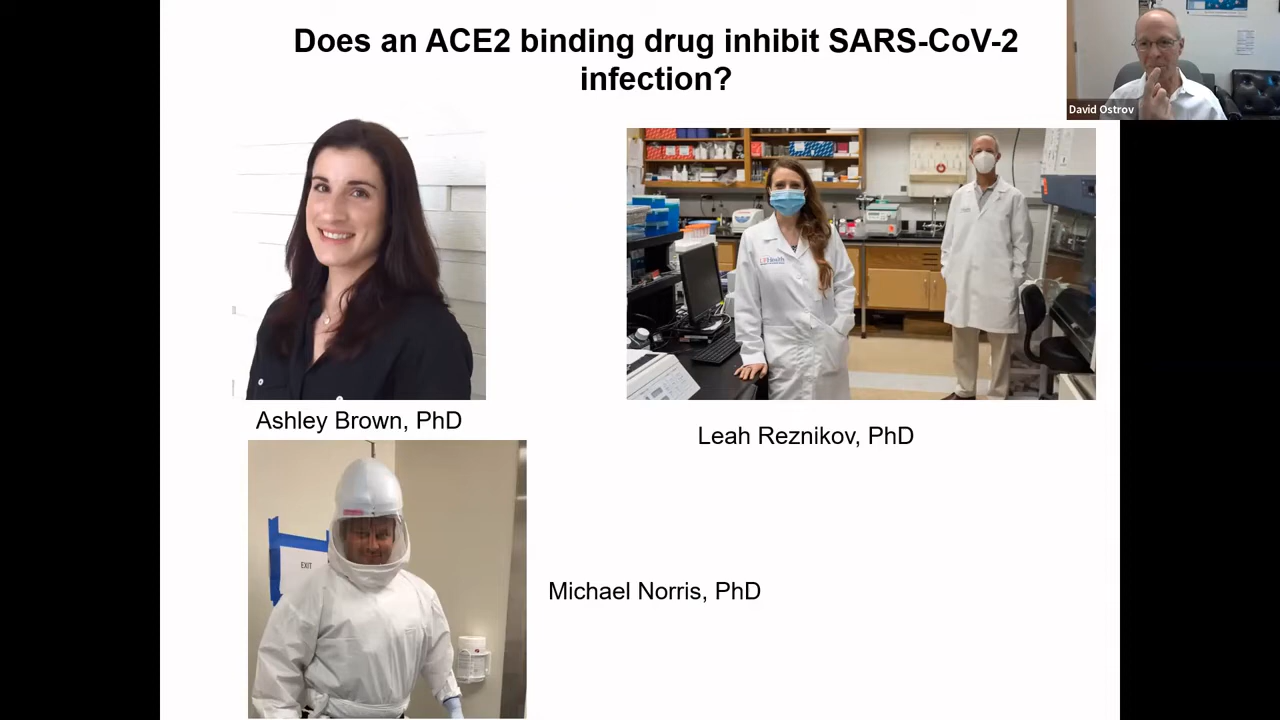 Does an ACE2 binding drug inhibit SARS-CoV-2
infection?
David Ostrov
Ashley Brown, PhD
Leah Reznikov, PhD
EXIT
Michael Norris, PhD